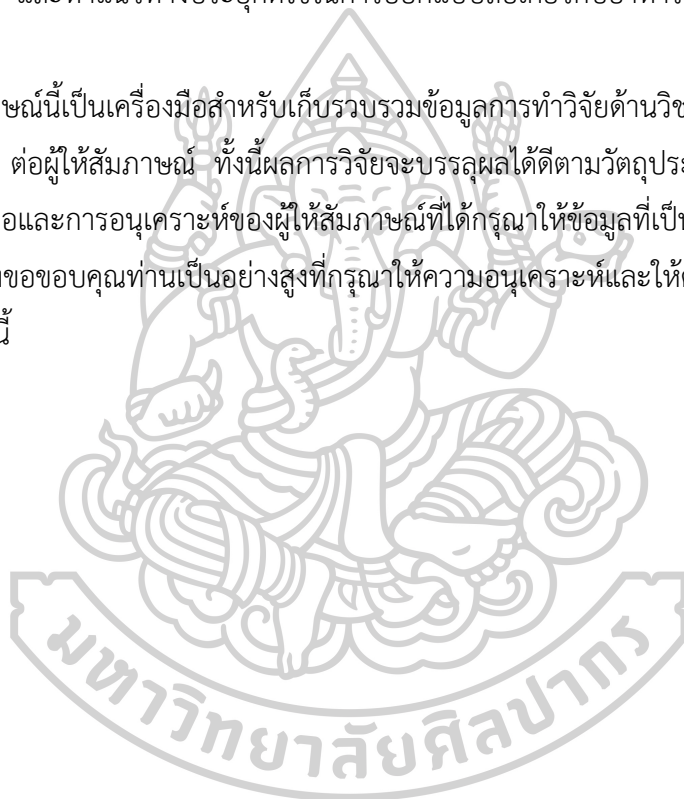 ษณ์นี้เป็นเครื่องมือสำหรับเก็บรวบรวมข้อมูลการทำวิจัยด้านวิช
ต่อผู้ให้สัมภาษณ์ ทั้งนี้ผลการวิจัยจะบรรลุผลได้ดีตามวัตถุประ
อและการอนุเคราะห์ของผู้ให้สัมภาษณ์ที่ได้กรุณาให้ข้อมูลที่เป็น
ขอขอบคุณท่านเป็นอย่างสูงที่กรุณาให้ความอนุเคราะห์และให้
นี้
มหาวิทยาลัยศิลปากร